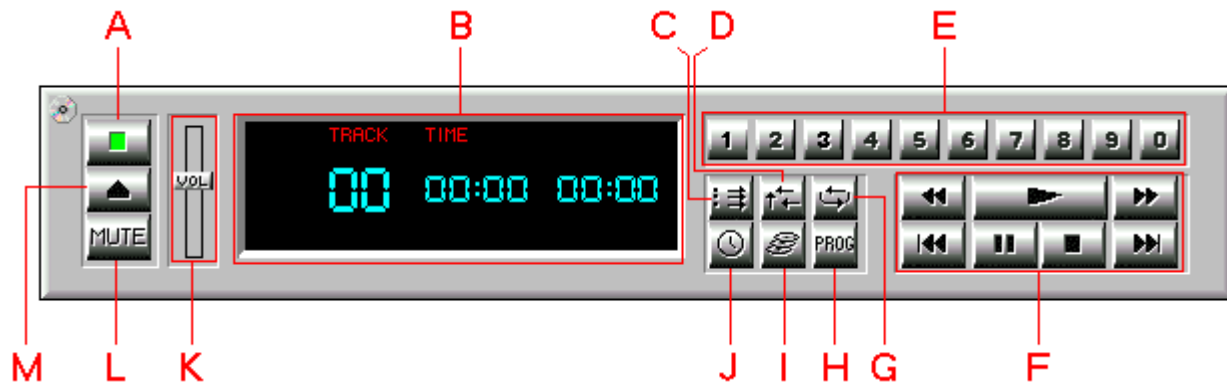 A B C D E
TRACK TIME
1 2 3 4 5 6 7 8 9 0
VOL
00 00:00 00:00
MUTE
PROG
M L K J I H G F